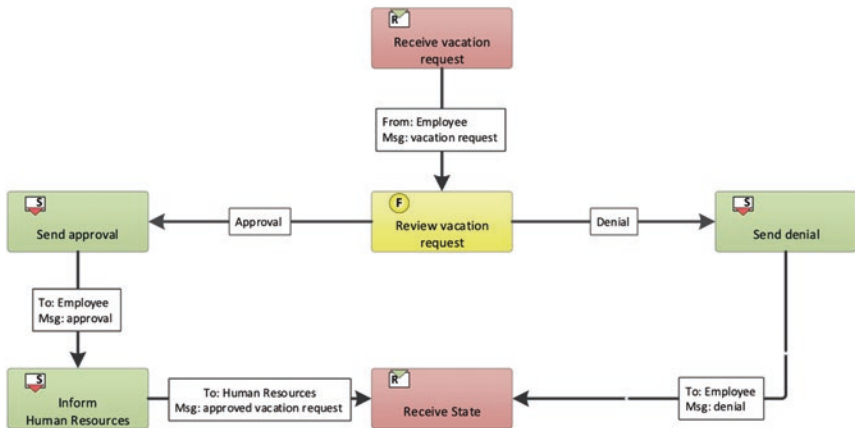 R
Receive vacation
request
From: Employee
Msg: vacation request
S
Send approval
Approval
F
Review vacation
request
Denial
S
Send denial
To: Employee
Msg: approval
S
Inform
Human Resources
To: Human Resources
Msg: approved vacation request
R
Receive State
To: Employee
Msg: denial